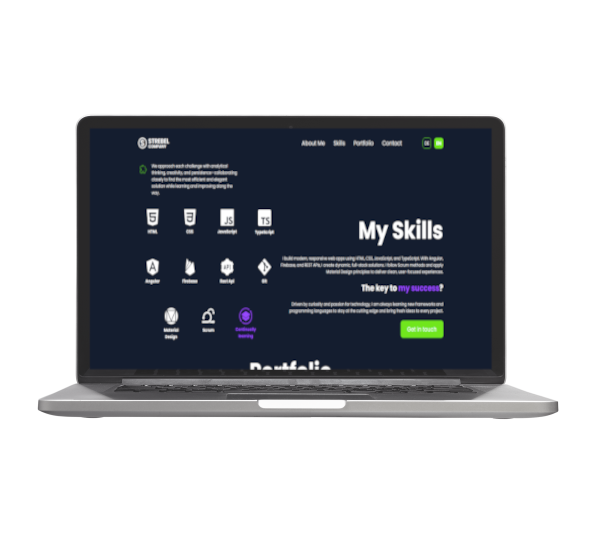 STREBEL
COMPANY
About Me Skills Portfolio Contact
DE EN
We approach each challenge with analytical
thinking, creativity, and persistence-collaborating
closely to find the most efficient and elegant
solution while learning and improving along the
way.
HTML CSS JavaScript TypeScript
Angular Firebase Rest Api Git
Material
Design
Scrum
Continually
learning
My Skills
I build modern, responsive web apps using HTML, CSS, JavaScript, and TypeScript. With Angular,
Firebase, and REST APIs, I create dynamic, full-stack solutions. I follow Scrum methods and apply
Material Design principles to deliver clean, user-focused experiences.
The key to my success?
Driven by curiosity and passion for technology, I am always learning new frameworks and
programming languages to stay at the cutting edge and bring fresh ideas to every project.
Get in touch
Portfolio